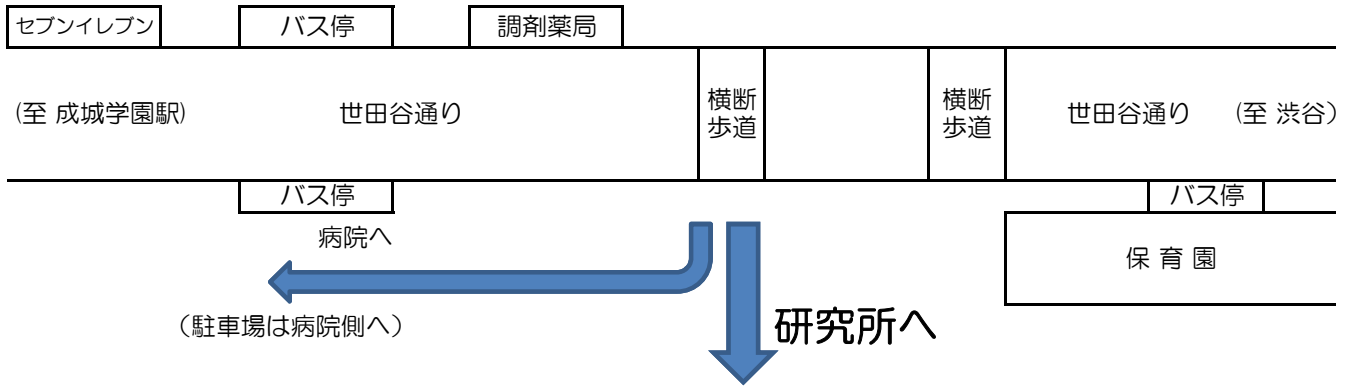 セブンイレブン バス停 調剤薬局
(至 成城学園駅) 世田谷通り 横断 横断 世田谷通り (至 渋谷)
歩道 歩道
バス停 バス停
病院へ
保 育 園
(駐車場は病院側へ) 研究所へ